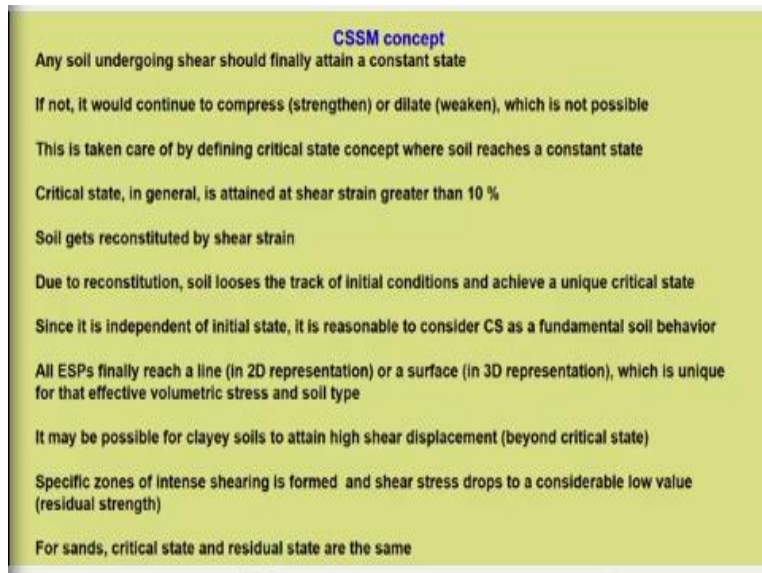 CSSM concept
Any soil undergoing shear should finally attain a constant state
If not, it would continue to compress (strengthen) or dilate (weaken), which is not possible
This is taken care of by defining critical state concept where soil reaches a constant state
Critical state, in general, is attained at shear strain greater than 10 %
Soil gets reconstituted by shear strain
Due to reconstitution, soil looses the track of initial conditions and achieve a unique critical state
Since it is independent of initial state, it is reasonable to consider CS as a fundamental soil behavior
All ESPs finally reach a line (in 2D representation) or a surface (in 3D representation), which is unique
for that effective volumetric stress and soil type
It may be possible for clayey soils to attain high shear displacement (beyond critical state)
Specific zones of intense shearing is formed and shear stress drops to a considerable low value
(residual strength)
For sands, critical state and residual state are the same